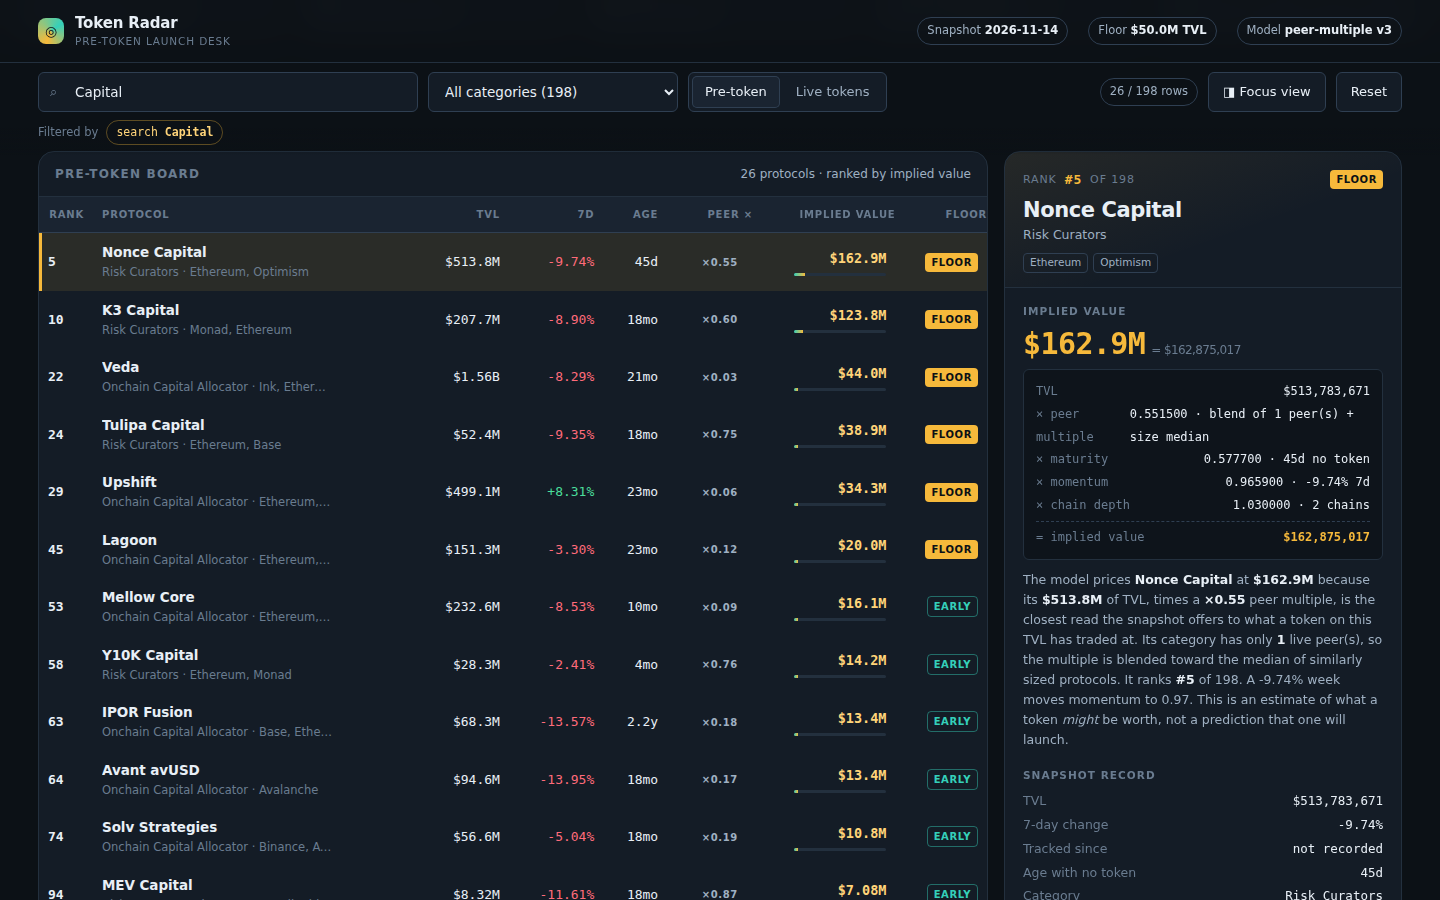 ◎ Token Radar
PRE-TOKEN LAUNCH DESK
Snapshot 2026-11-14
Floor $50.0M TVL
Model peer-multiple v3
⌕ Capital
All categories (198)
Pre-token
Live tokens
26 / 198 rows
◨ Focus view
Reset
Filtered by search Capital
PRE-TOKEN BOARD
26 protocols · ranked by implied value
RANK PROTOCOL TVL 7D AGE PEER × IMPLIED VALUE FLOOR
5 Nonce Capital $513.8M -9.74% 45d ×0.55 $162.9M FLOOR
Risk Curators · Ethereum, Optimism
10 K3 Capital $207.7M -8.90% 18mo ×0.60 $123.8M FLOOR
Risk Curators · Monad, Ethereum
22 Veda $1.56B -8.29% 21mo ×0.03 $44.0M FLOOR
Onchain Capital Allocator · Ink, Ether…
24 Tulipa Capital $52.4M -9.35% 18mo ×0.75 $38.9M FLOOR
Risk Curators · Ethereum, Base
29 Upshift $499.1M +8.31% 23mo ×0.06 $34.3M FLOOR
Onchain Capital Allocator · Ethereum,…
45 Lagoon $151.3M -3.30% 23mo ×0.12 $20.0M FLOOR
Onchain Capital Allocator · Ethereum,…
53 Mellow Core $232.6M -8.53% 10mo ×0.09 $16.1M EARLY
Onchain Capital Allocator · Ethereum,…
58 Y10K Capital $28.3M -2.41% 4mo ×0.76 $14.2M EARLY
Risk Curators · Ethereum, Monad
63 IPOR Fusion $68.3M -13.57% 2.2y ×0.18 $13.4M EARLY
Onchain Capital Allocator · Base, Ethe…
64 Avant avUSD $94.6M -13.95% 18mo ×0.17 $13.4M EARLY
Onchain Capital Allocator · Avalanche
74 Solv Strategies $56.6M -5.04% 18mo ×0.19 $10.8M EARLY
Onchain Capital Allocator · Binance, A…
94 MEV Capital $8.32M -11.61% 18mo ×0.87 $7.08M EARLY
RANK #5 OF 198
FLOOR
Nonce Capital
Risk Curators
Ethereum Optimism
IMPLIED VALUE
$162.9M = $162,875,017
TVL $513,783,671
× peer multiple 0.551500 · blend of 1 peer(s) +
size median
× maturity 0.577700 · 45d no token
× momentum 0.965900 · -9.74% 7d
× chain depth 1.030000 · 2 chains
= implied value $162,875,017
The model prices Nonce Capital at $162.9M because
its $513.8M of TVL, times a ×0.55 peer multiple, is the
closest read the snapshot offers to what a token on this
TVL has traded at. Its category has only 1 live peer(s), so
the multiple is blended toward the median of similarly
sized protocols. It ranks #5 of 198. A -9.74% week
moves momentum to 0.97. This is an estimate of what a
token might be worth, not a prediction that one will
launch.
SNAPSHOT RECORD
TVL $513,783,671
7-day change -9.74%
Tracked since not recorded
Age with no token 45d
Category Risk Curators